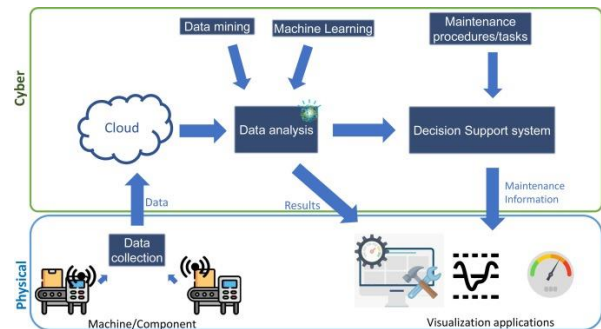 Data mining
Machine Learning
Maintenance
procedures/tasks
Cyber
Cloud
Data analysis
Decision Support system
Data
Results
Maintenance
Information
Physical
Data
collection
Machine/Component
Visualization applications